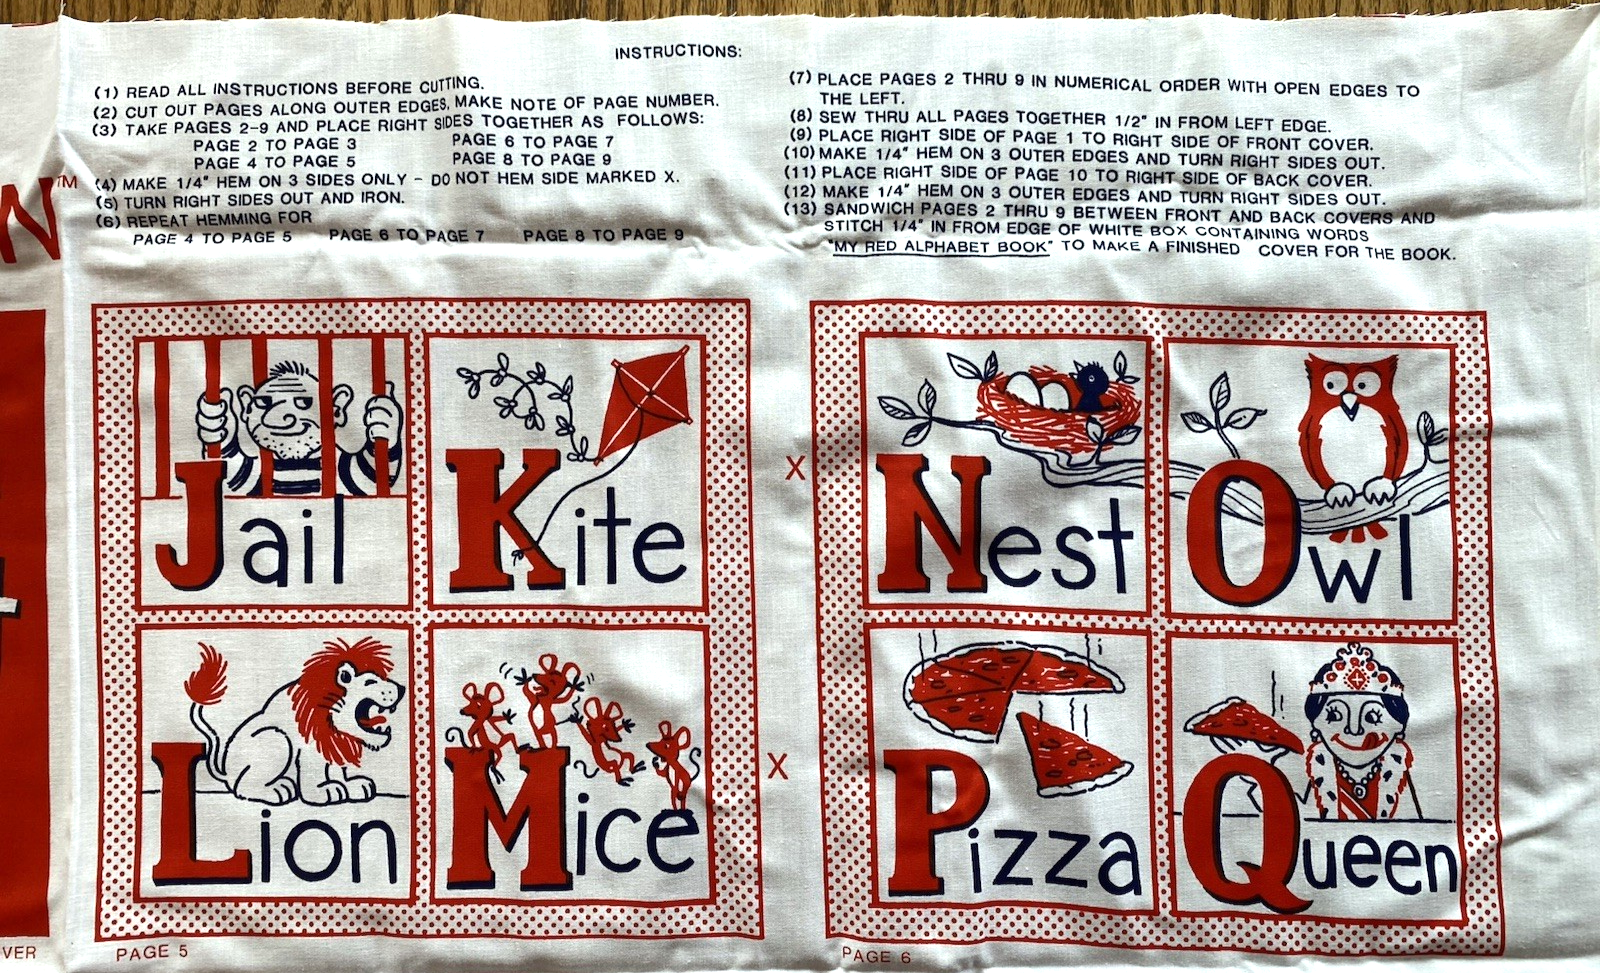 INSTRUCTIONS:
(1) READ ALL INSTRUCTIONS BEFORE CUTTING.
(2) CUT OUT PAGES ALONG OUTER EDGES, MAKE NOTE OF PAGE NUMBER.
(3) TAKE PAGES 2-9 AND PLACE RIGHT SIDES TOGETHER AS FOLLOWS:
PAGE 2 TO PAGE 3 PAGE 6 TO PAGE 7
PAGE 4 TO PAGE 5 PAGE 8 TO PAGE 9
(4) MAKE 1/4" HEM ON 3 SIDES ONLY - DO NOT HEM SIDE MARKED X.
(5) TURN RIGHT SIDES OUT AND IRON.
(6) REPEAT HEMMING FOR
PAGE 4 TO PAGE 5 PAGE 6 TO PAGE 7 PAGE 8 TO PAGE 9
(7) PLACE PAGES 2 THRU 9 IN NUMERICAL ORDER WITH OPEN EDGES TO
THE LEFT.
(8) SEW THRU ALL PAGES TOGETHER 1/2" IN FROM LEFT EDGE.
(9) PLACE RIGHT SIDE OF PAGE 1 TO RIGHT SIDE OF FRONT COVER.
(10) MAKE 1/4" HEM ON 3 OUTER EDGES AND TURN RIGHT SIDES OUT.
(11) PLACE RIGHT SIDE OF PAGE 10 TO RIGHT SIDE OF BACK COVER.
(12) MAKE 1/4" HEM ON 3 OUTER EDGES AND TURN RIGHT SIDES OUT.
(13) SANDWICH PAGES 2 THRU 9 BETWEEN FRONT AND BACK COVERS AND
STITCH 1/4" IN FROM EDGE OF WHITE BOX CONTAINING WORDS
"MY RED ALPHABET BOOK" TO MAKE A FINISHED COVER FOR THE BOOK.
N™
Jail
Kite
Lion
Mice
X
X
Nest
Owl
Pizza
Queen
VER
PAGE 5
PAGE 6